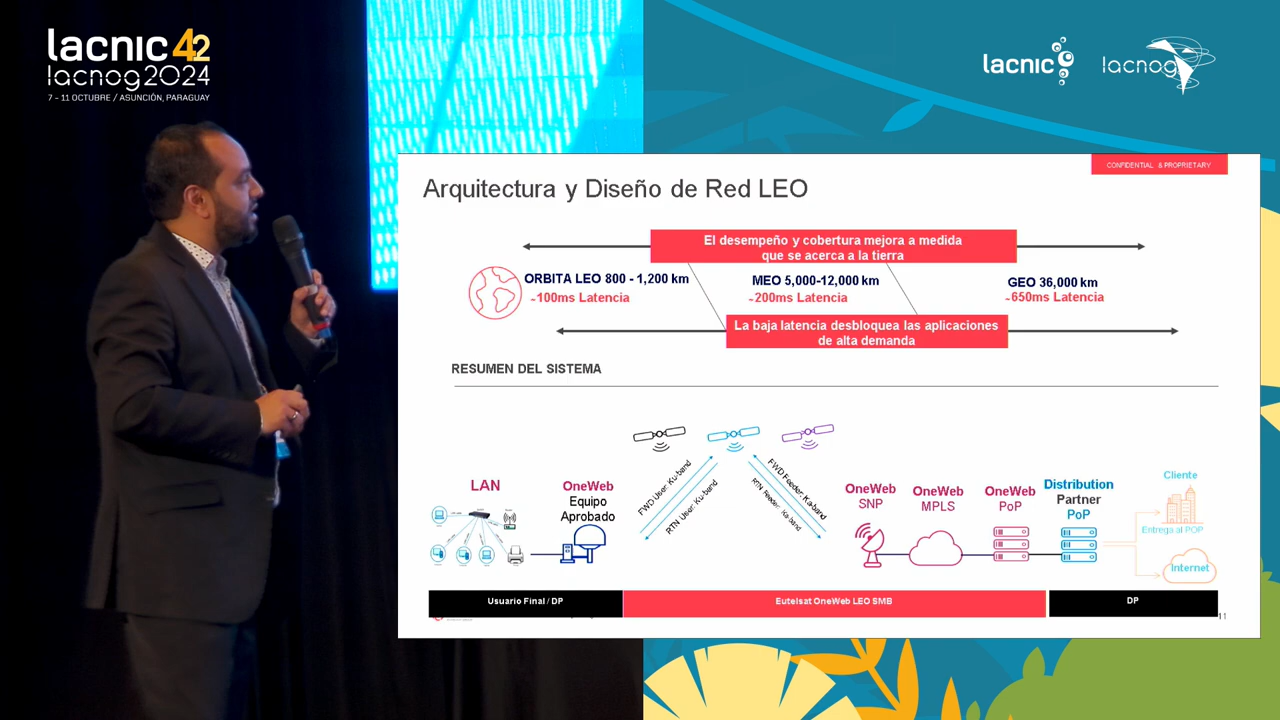 lacnic 42
lacnog 2024
7 - 11 OCTUBRE / ASUNCIÓN, PARAGUAY
lacnic
lacnog
CONFIDENTIAL & PROPRIETARY
Arquitectura y Diseño de Red LEO
El desempeño y cobertura mejora a medida
que se acerca a la tierra
ORBITA LEO 800 - 1,200 km
~100ms Latencia
MEO 5,000-12,000 km
~200ms Latencia
GEO 36,000 km
~650ms Latencia
La baja latencia desbloquea las aplicaciones
de alta demanda
RESUMEN DEL SISTEMA
LAN
OneWeb
Equipo
Aprobado
FWD User: Ku-band
RTN User: Ku-band
FWD Feeder: Ka-band
RTN Feeder: Ka-band
OneWeb
SNP
OneWeb
MPLS
OneWeb
PoP
Distribution
Partner
PoP
Cliente
Entrega al POP
Internet
Usuario Final / DP
Eutelsat OneWeb LEO SMB
DP
11